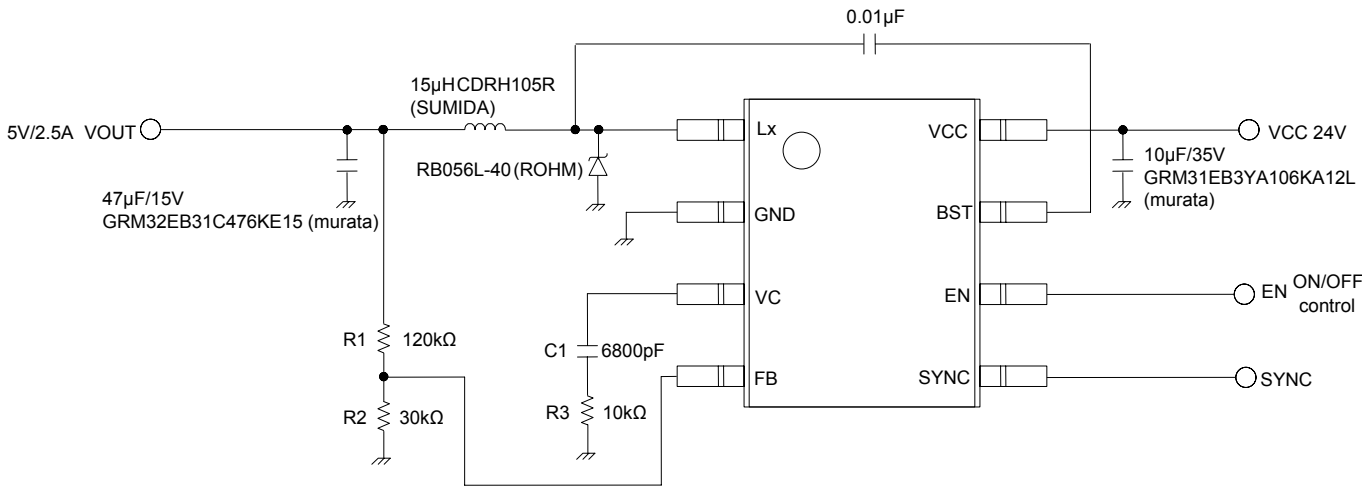 0.01µF
15µH CDRH105R
(SUMIDA)
5V/2.5A VOUT
Lx
VCC
VCC 24V
RB056L-40 (ROHM)
10µF/35V
GRM31EB3YA106KA12L
(murata)
47µF/15V
GRM32EB31C476KE15 (murata)
GND
BST
VC
EN
EN ON/OFF
control
R1 120kΩ
C1 6800pF
FB
SYNC
SYNC
R2 30kΩ
R3 10kΩ